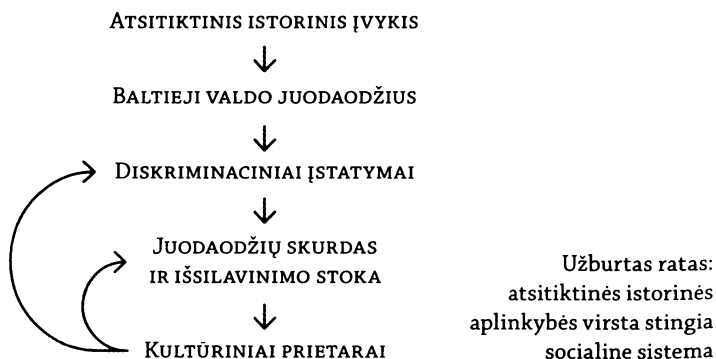 ATSITIKTINIS ISTORINIS ĮVYKIS
BALTIEJI VALDO JUODAODŽIUS
DISKRIMINACINIAI ĮSTATYMAI
JUODAODŽIŲ SKURDAS
IR IŠSILAVINIMO STOKA
KULTŪRINIAI PRIETARAI
Užburtas ratas:
atsitiktinės istorinės
aplinkybės virsta stingia
socialine sistema